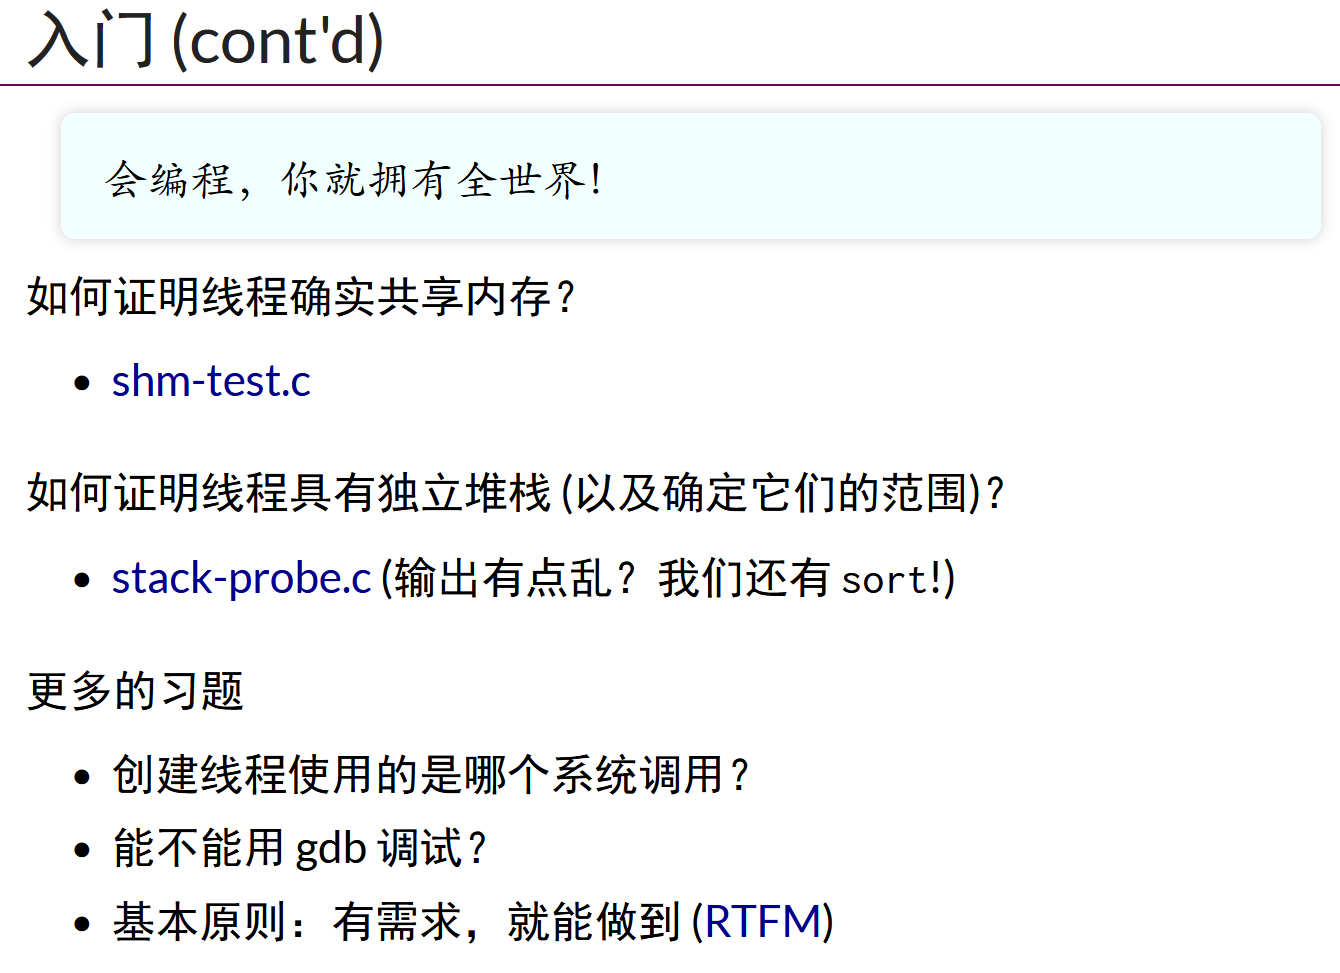 入门 (cont'd)
会编程，你就拥有全世界！
如何证明线程确实共享内存？
• shm-test.c
如何证明线程具有独立堆栈 (以及确定它们的范围)？
• stack-probe.c (输出有点乱？我们还有 sort!)
更多的习题
• 创建线程使用的是哪个系统调用？
• 能不能用 gdb 调试？
• 基本原则：有需求，就能做到 (RTFM)